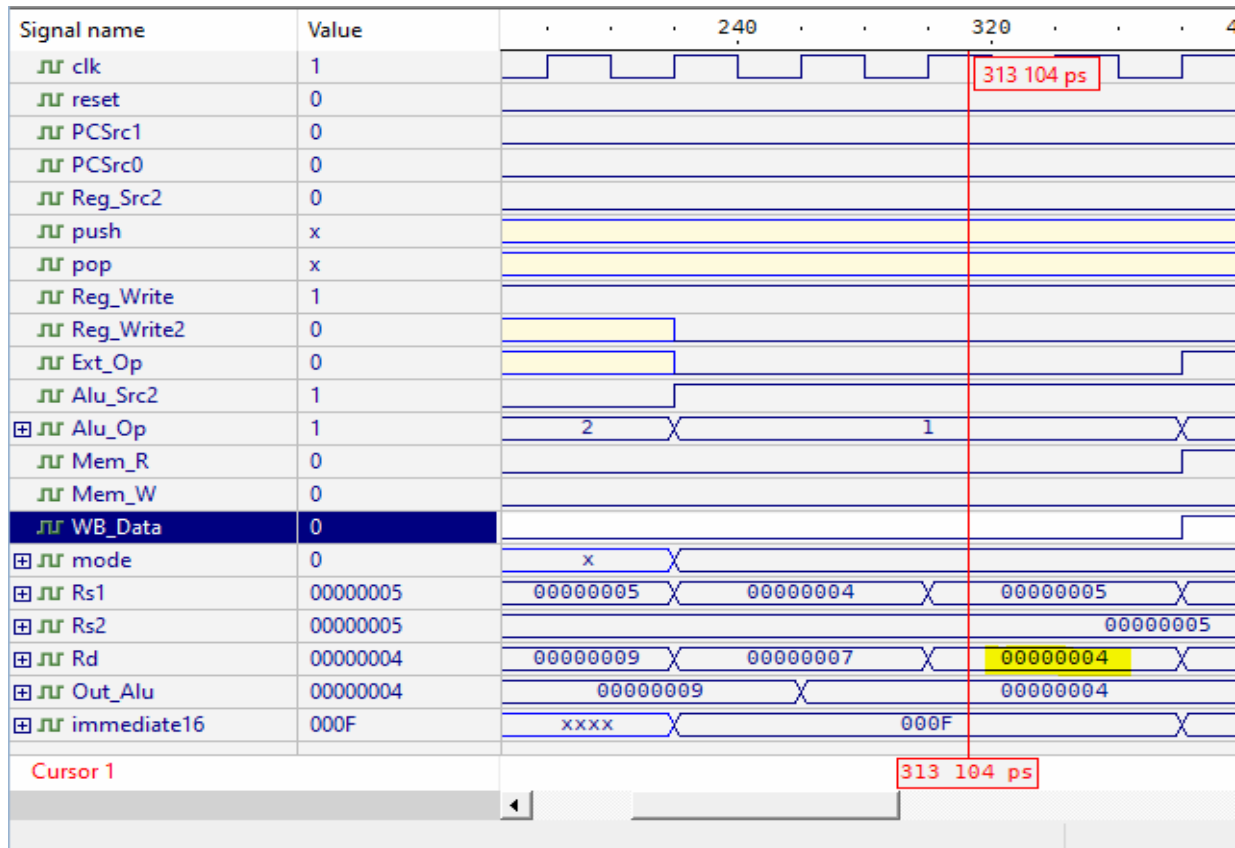 Signal name Value 240 320 4
clk 1 313 104 ps
reset 0
PCSrc1 0
PCSrc0 0
Reg_Src2 0
push x
pop x
Reg_Write 1
Reg_Write2 0
Ext_Op 0
Alu_Src2 1
Alu_Op 1 2 1
Mem_R 0
Mem_W 0
WB_Data 0
mode 0 x
Rs1 00000005 00000005 00000004 00000005
Rs2 00000005 00000005
Rd 00000004 00000009 00000007 00000004
Out_Alu 00000004 00000009 00000004
immediate16 000F xxxx 000F
Cursor 1 313 104 ps